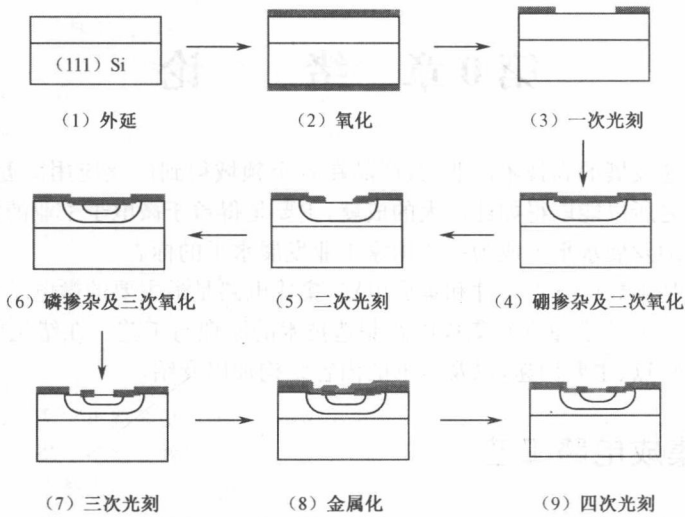 (111) Si
（1）外延
（2）氧化
（3）一次光刻
（6）磷掺杂及三次氧化
（5）二次光刻
（4）硼掺杂及二次氧化
（7）三次光刻
（8）金属化
（9）四次光刻